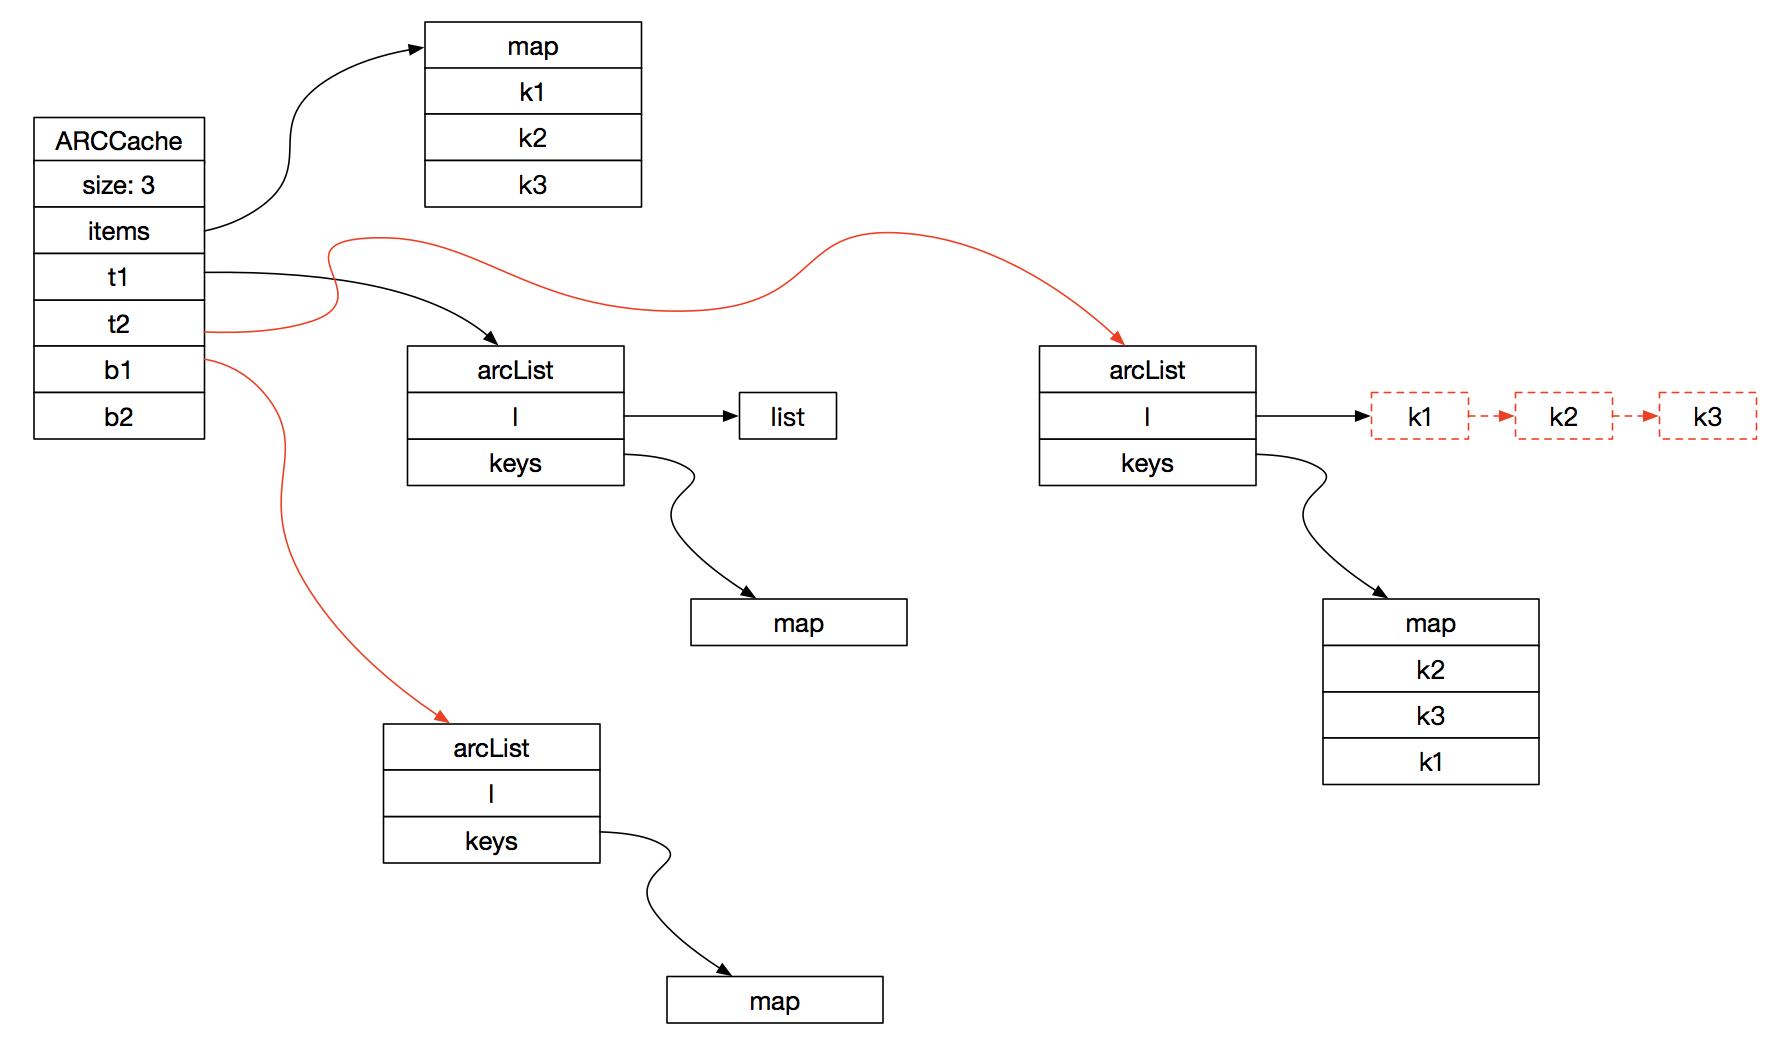 map
k1
k2
k3
ARCCache
size: 3
items
t1
t2
b1
b2
arcList
l
keys
list
map
arcList
l
keys
k1
k2
k3
map
k2
k3
k1
arcList
l
keys
map